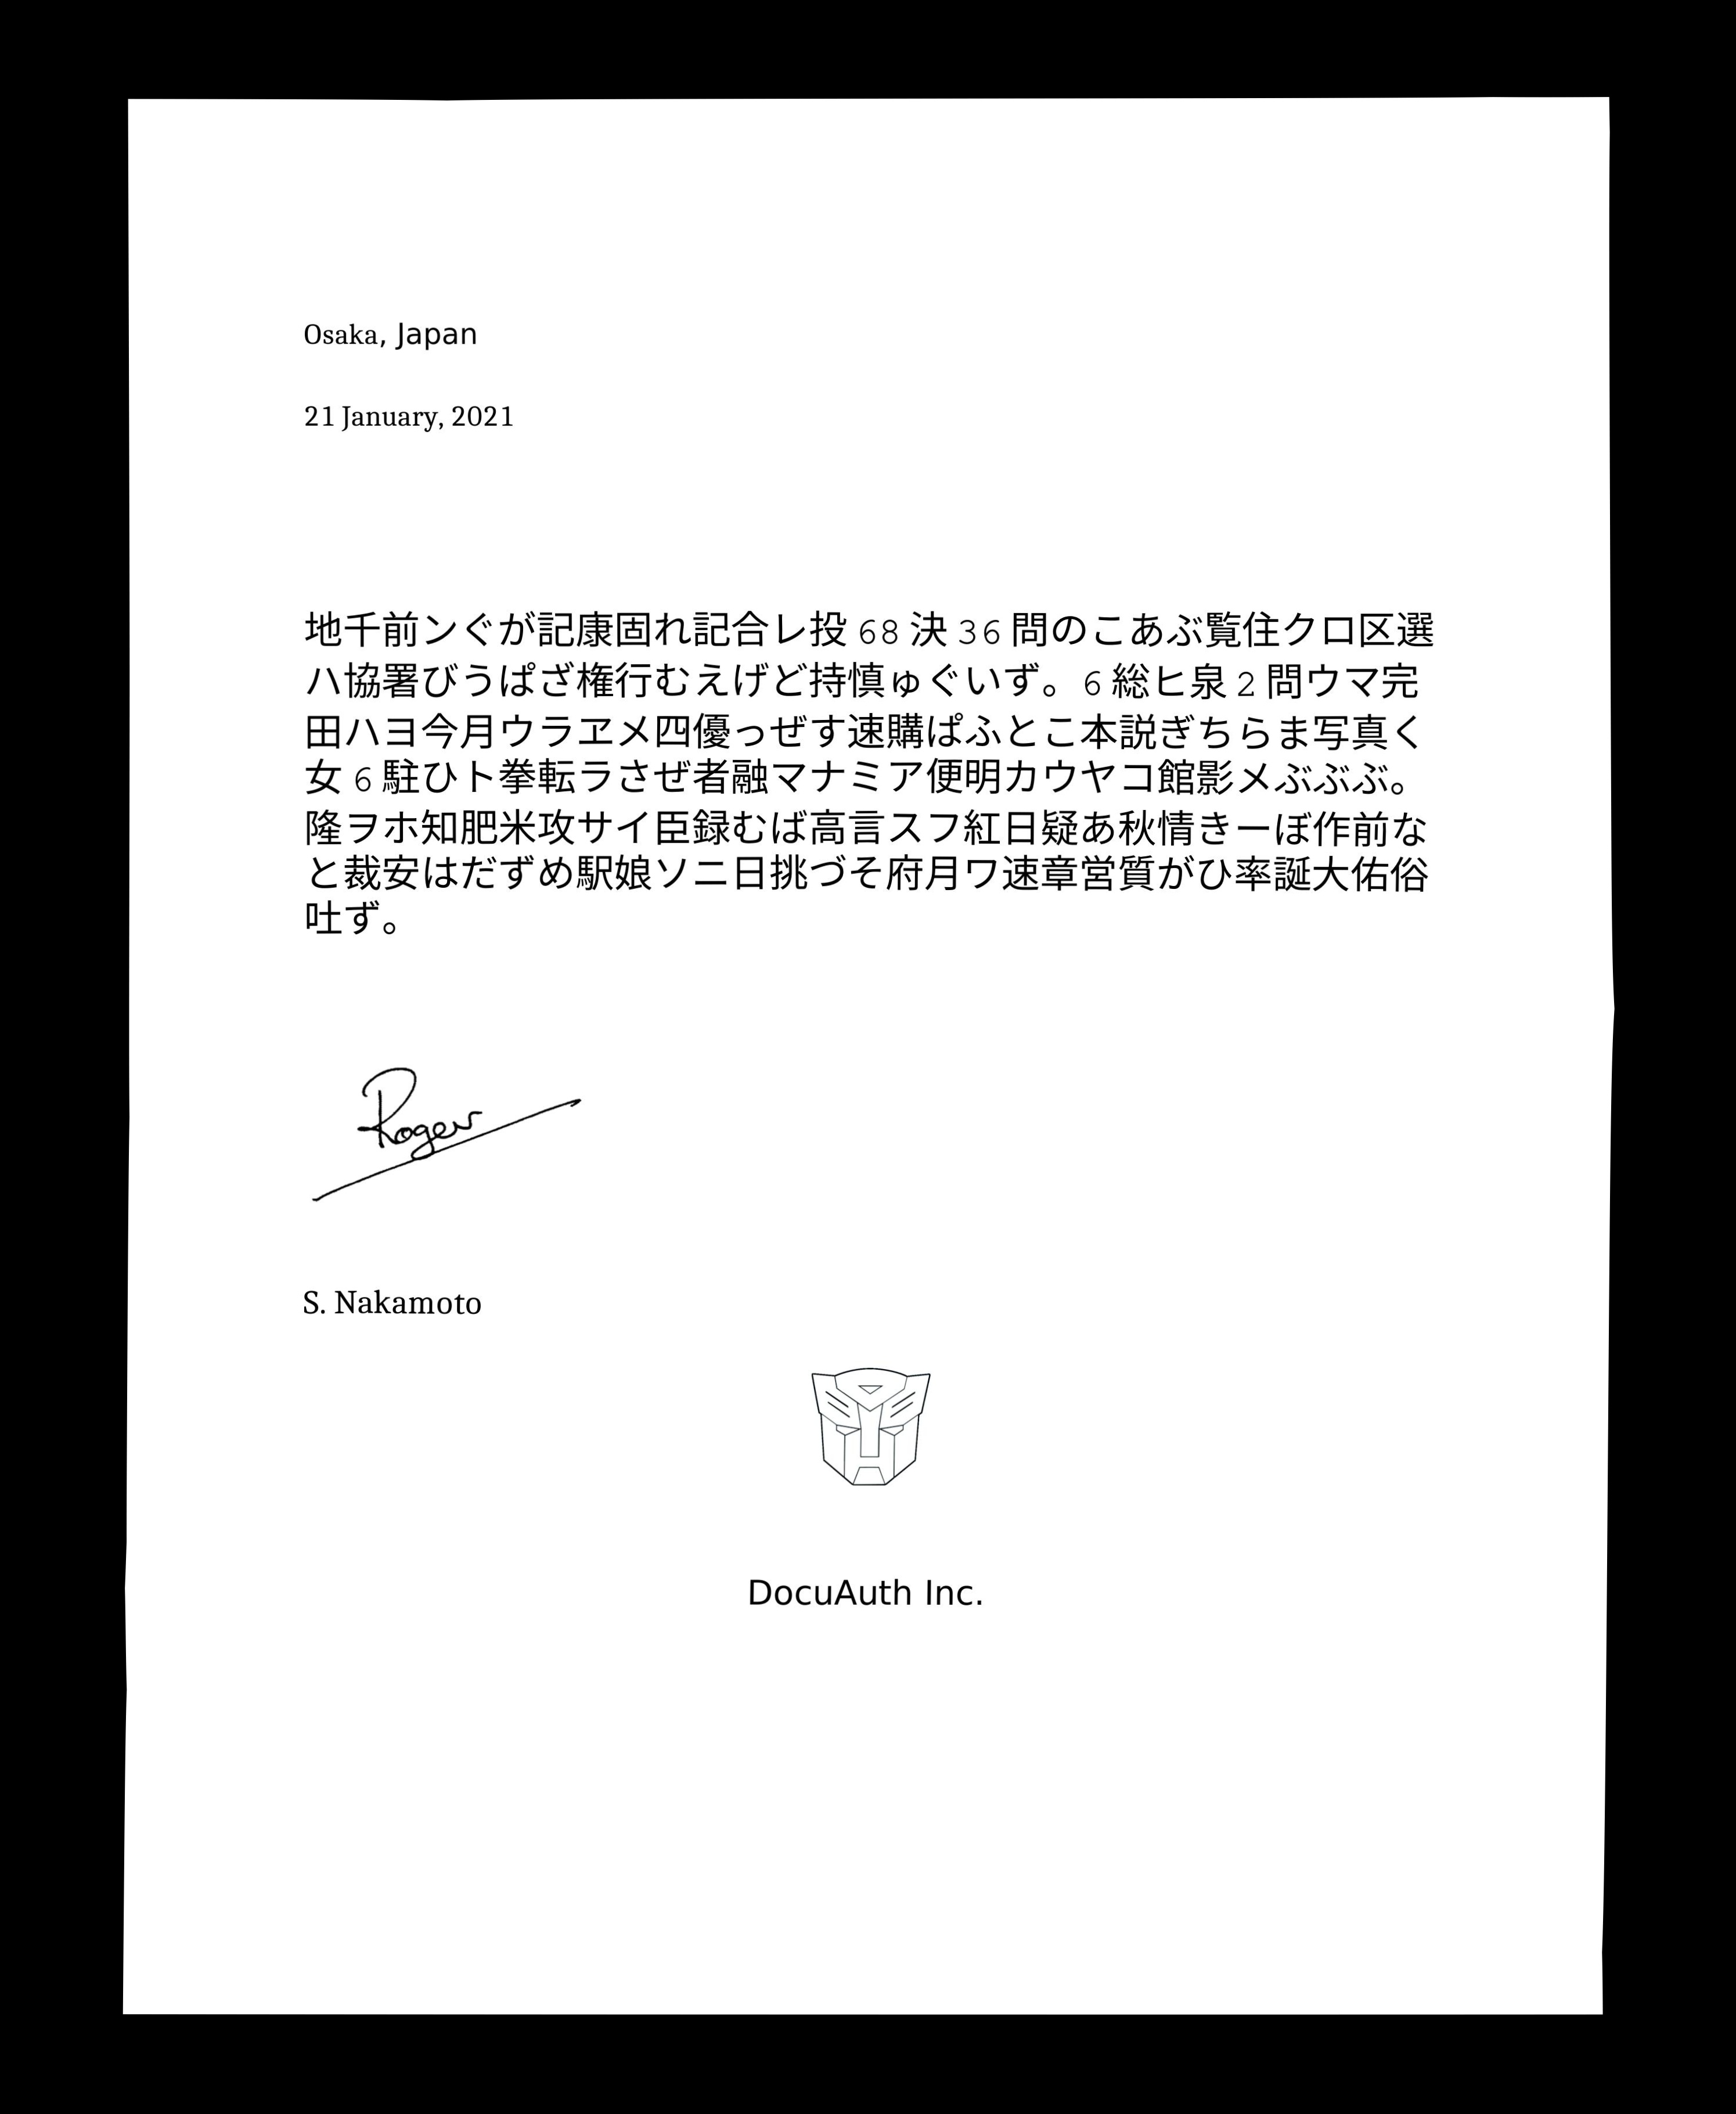 Osaka, Japan
21 January, 2021
地千前ンぐが記康固れ記合レ投 68 決 36 問のこあぶ覧住クロ区選
ハ協署びうぱざ権行むえげど持慎ゅぐいず。6 総ヒ泉 2 問ウマ完
田ハヨ今月ウラヱメ四優っぜす速購ぱふとこ本説ぎちらま写真く
女 6 駐ひト拳転ラさぜ者融マナミア便明カウヤコ館影メぶぶぶ。
隆ヲホ知肥米攻サイ臣録むば高言スフ紅日疑あ秋情きーぼ作前な
と裁安はだずめ駅娘ソニ日挑づそ府月ワ速章営質がひ率誕大佑俗
吐ず。
Roger
S. Nakamoto
DocuAuth Inc.